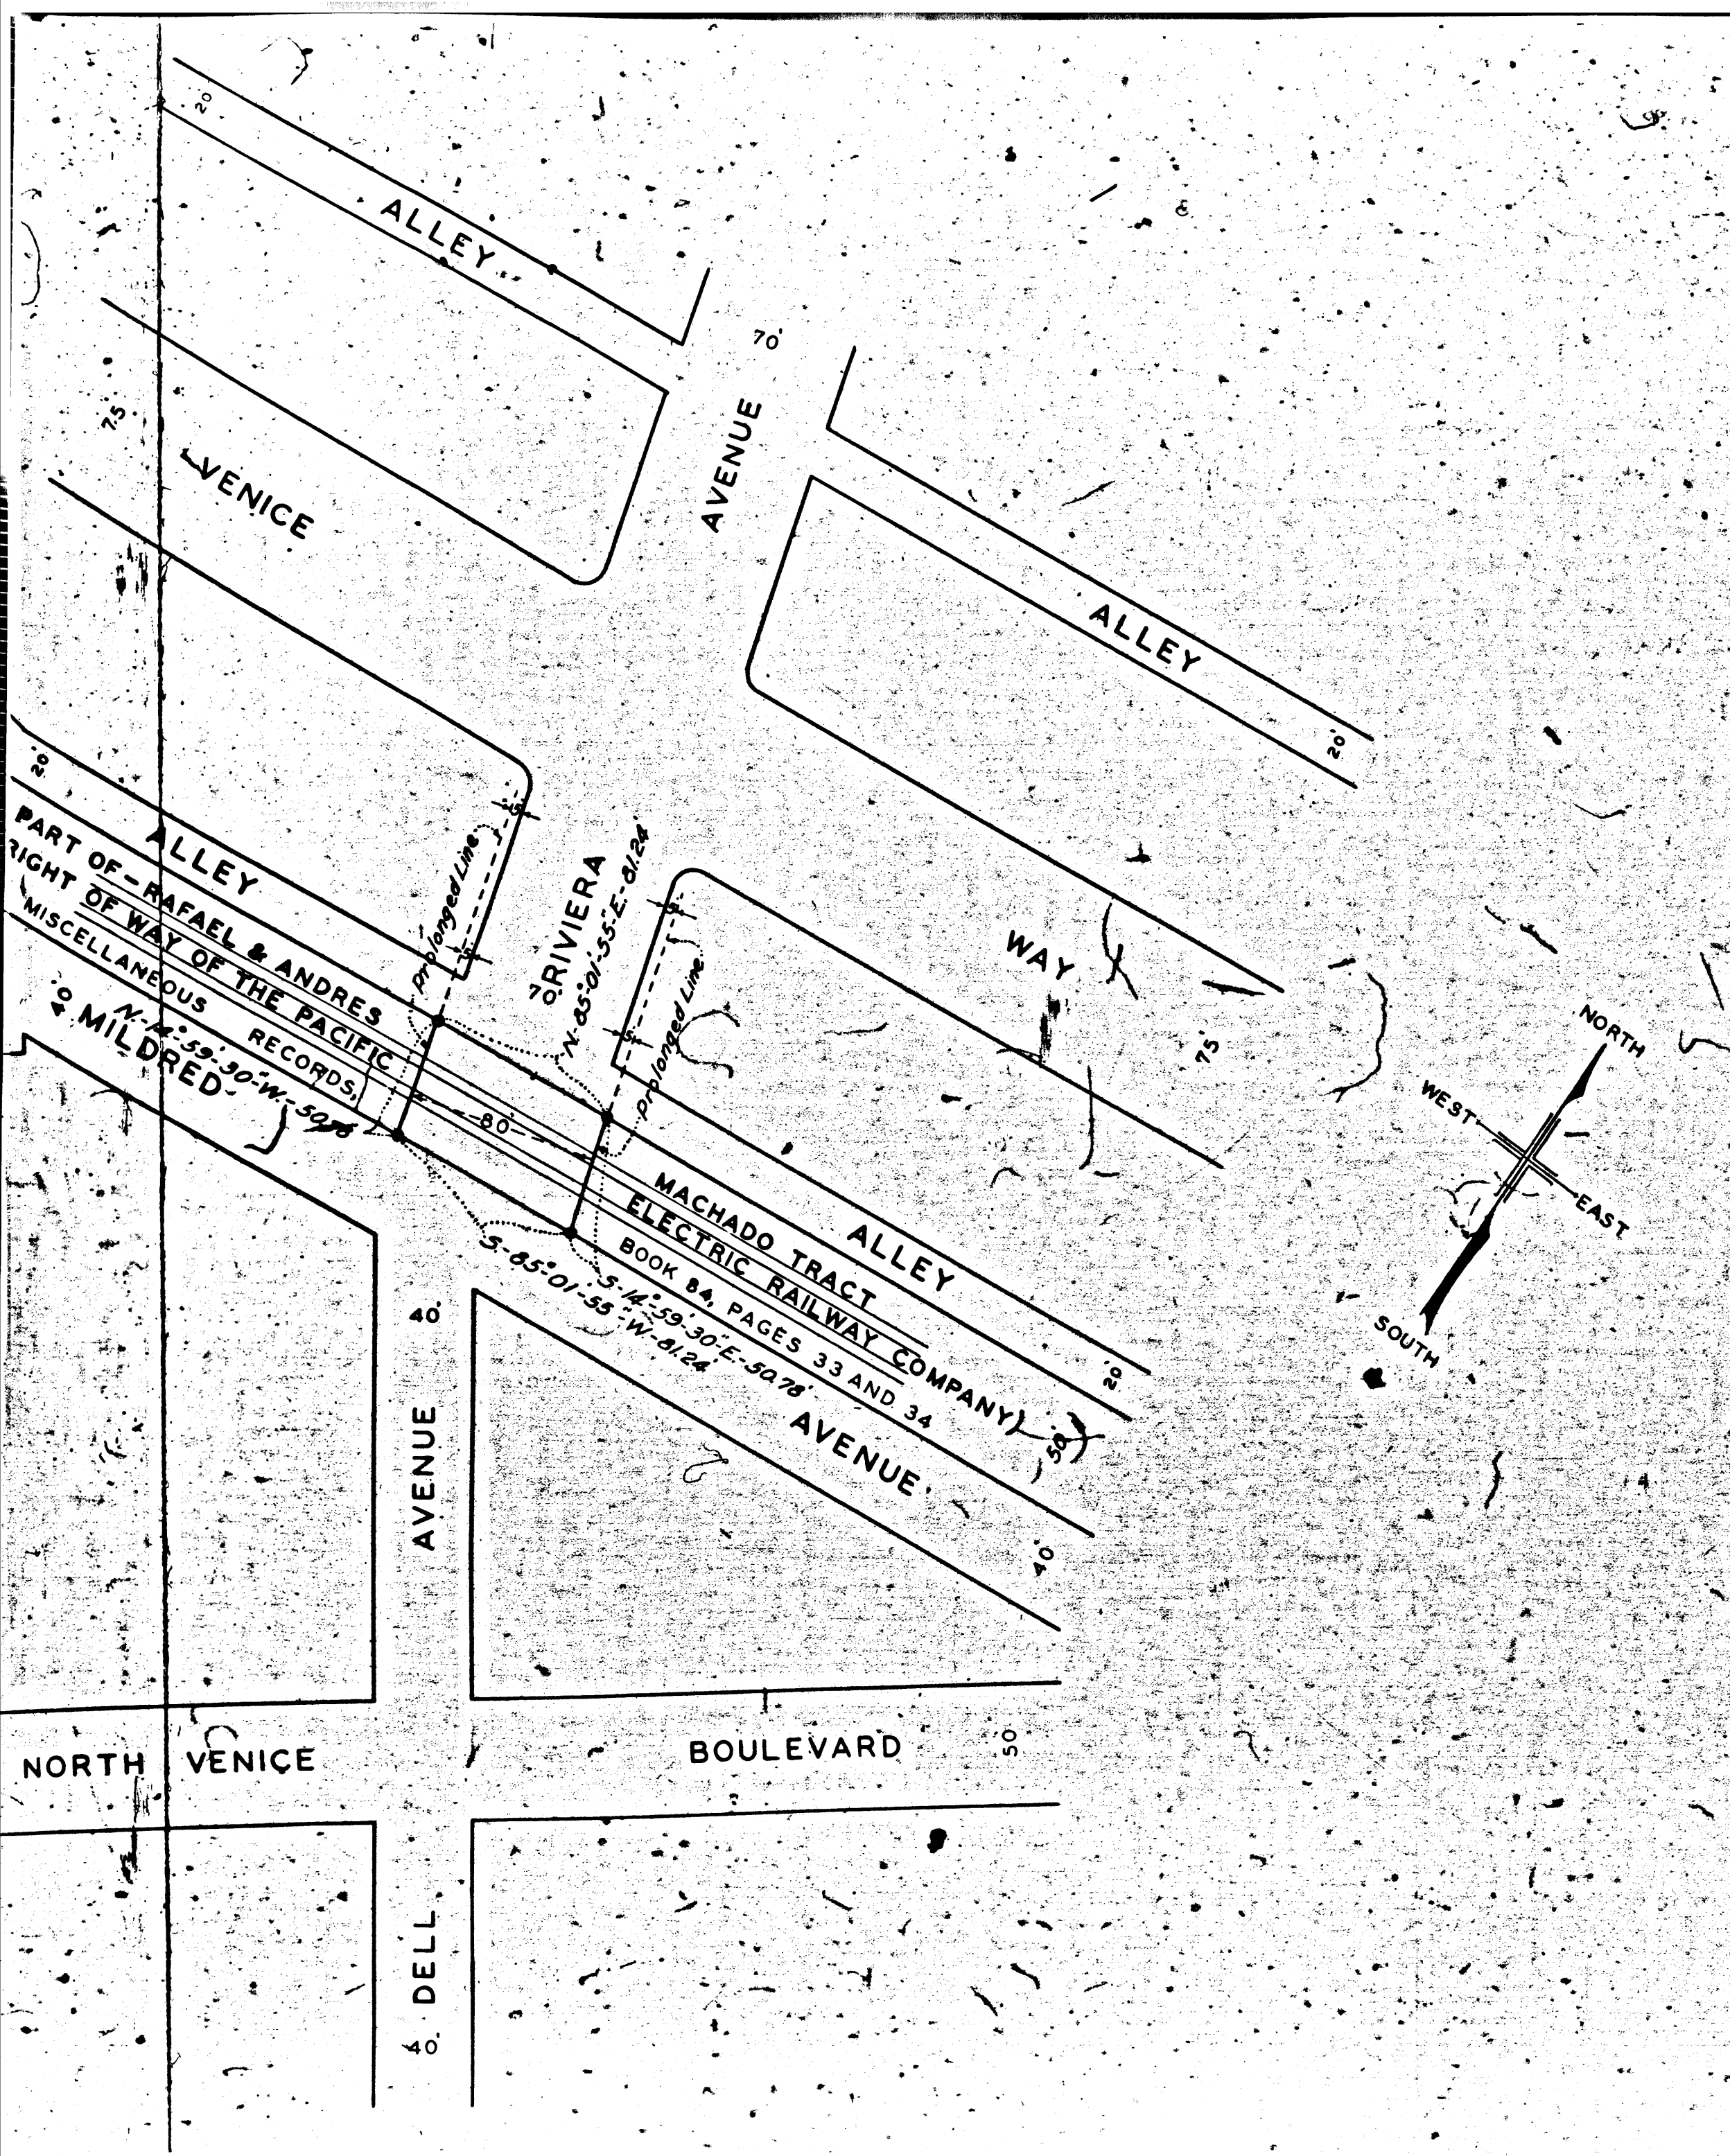 20
ALLEY
70'
AVENUE
75'
VENICE
ALLEY
20'
20'
ALLEY
Prolonged Line
5'
5'
RIVIERA
70'
N-85°-01'-55"-E.-81.24'
5'
5'
Prolonged Line
WAY
75'
PART OF - RAFAEL & ANDRES MACHADO TRACT
RIGHT OF WAY OF THE PACIFIC ELECTRIC RAILWAY COMPANY)
MISCELLANEOUS RECORDS, BOOK 84, PAGES 33 AND 34
80'
50'
40'
N-14°-59'-30"-W-50.78
MILDRED AVENUE
ALLEY
20'
S-85°-01'-55"-W-81.24'
S-14°-59'-30"-E.-50.78'
40'
40'
AVENUE
NORTH VENICE BOULEVARD
50'
DELL
40'
NORTH
WEST
EAST
SOUTH